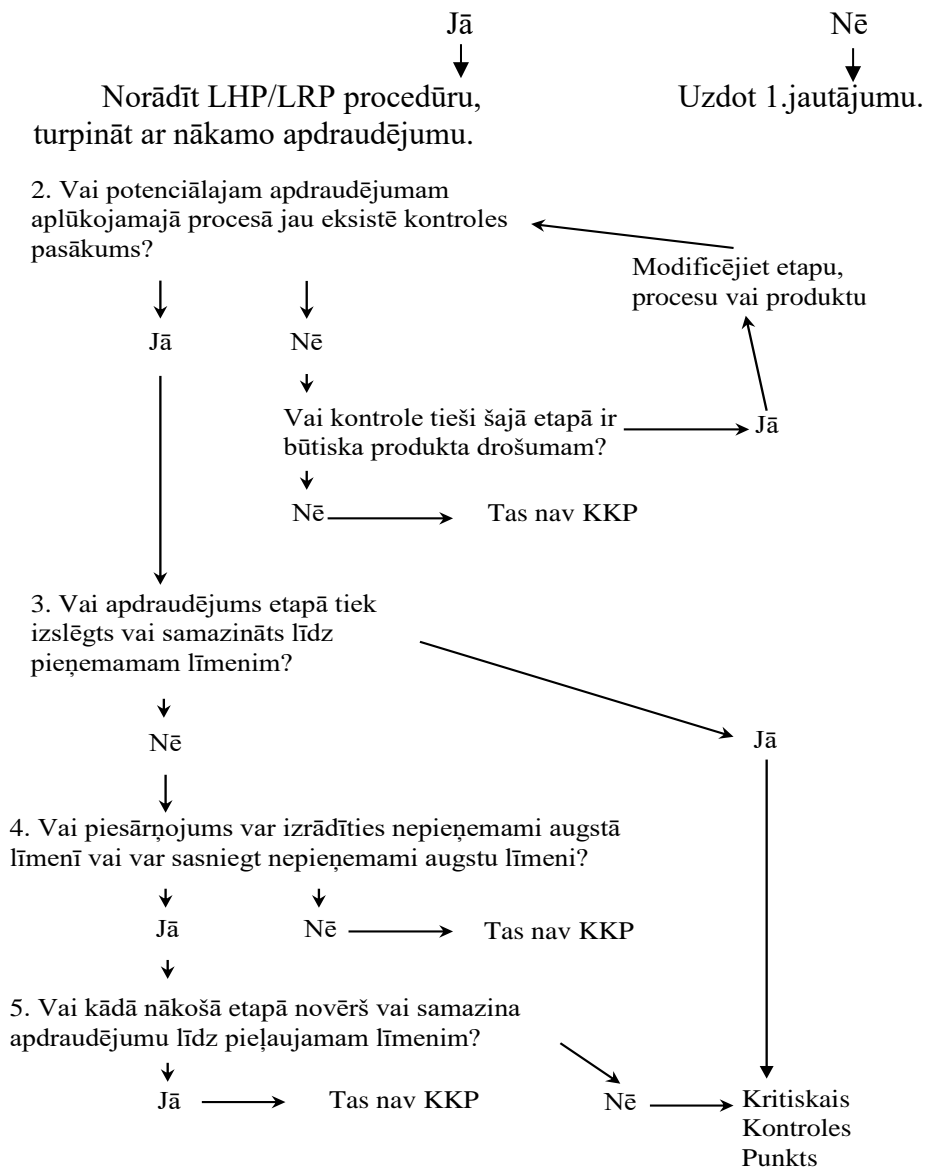 Jā
Nē
Norādīt LHP/LRP procedūru,
turpināt ar nākamo apdraudējumu.
Uzdot 1.jautājumu.
2. Vai potenciālajam apdraudējumam
aplūkojamajā procesā jau eksistē kontroles
pasākums?
Modificējiet etapu,
procesu vai produktu
Jā
Nē
Vai kontrole tieši šajā etapā ir
būtiska produkta drošumam?
Jā
Nē
Tas nav KKP
3. Vai apdraudējums etapā tiek
izslēgts vai samazināts līdz
pieņemamam līmenim?
Nē
Jā
4. Vai piesārņojums var izrādīties nepieņemami augstā
līmenī vai var sasniegt nepieņemami augstu līmeni?
Jā
Nē
Tas nav KKP
5. Vai kādā nākošā etapā novērš vai samazina
apdraudējumu līdz pieļaujamam līmenim?
Jā
Tas nav KKP
Nē
Kritiskais
Kontroles
Punkts